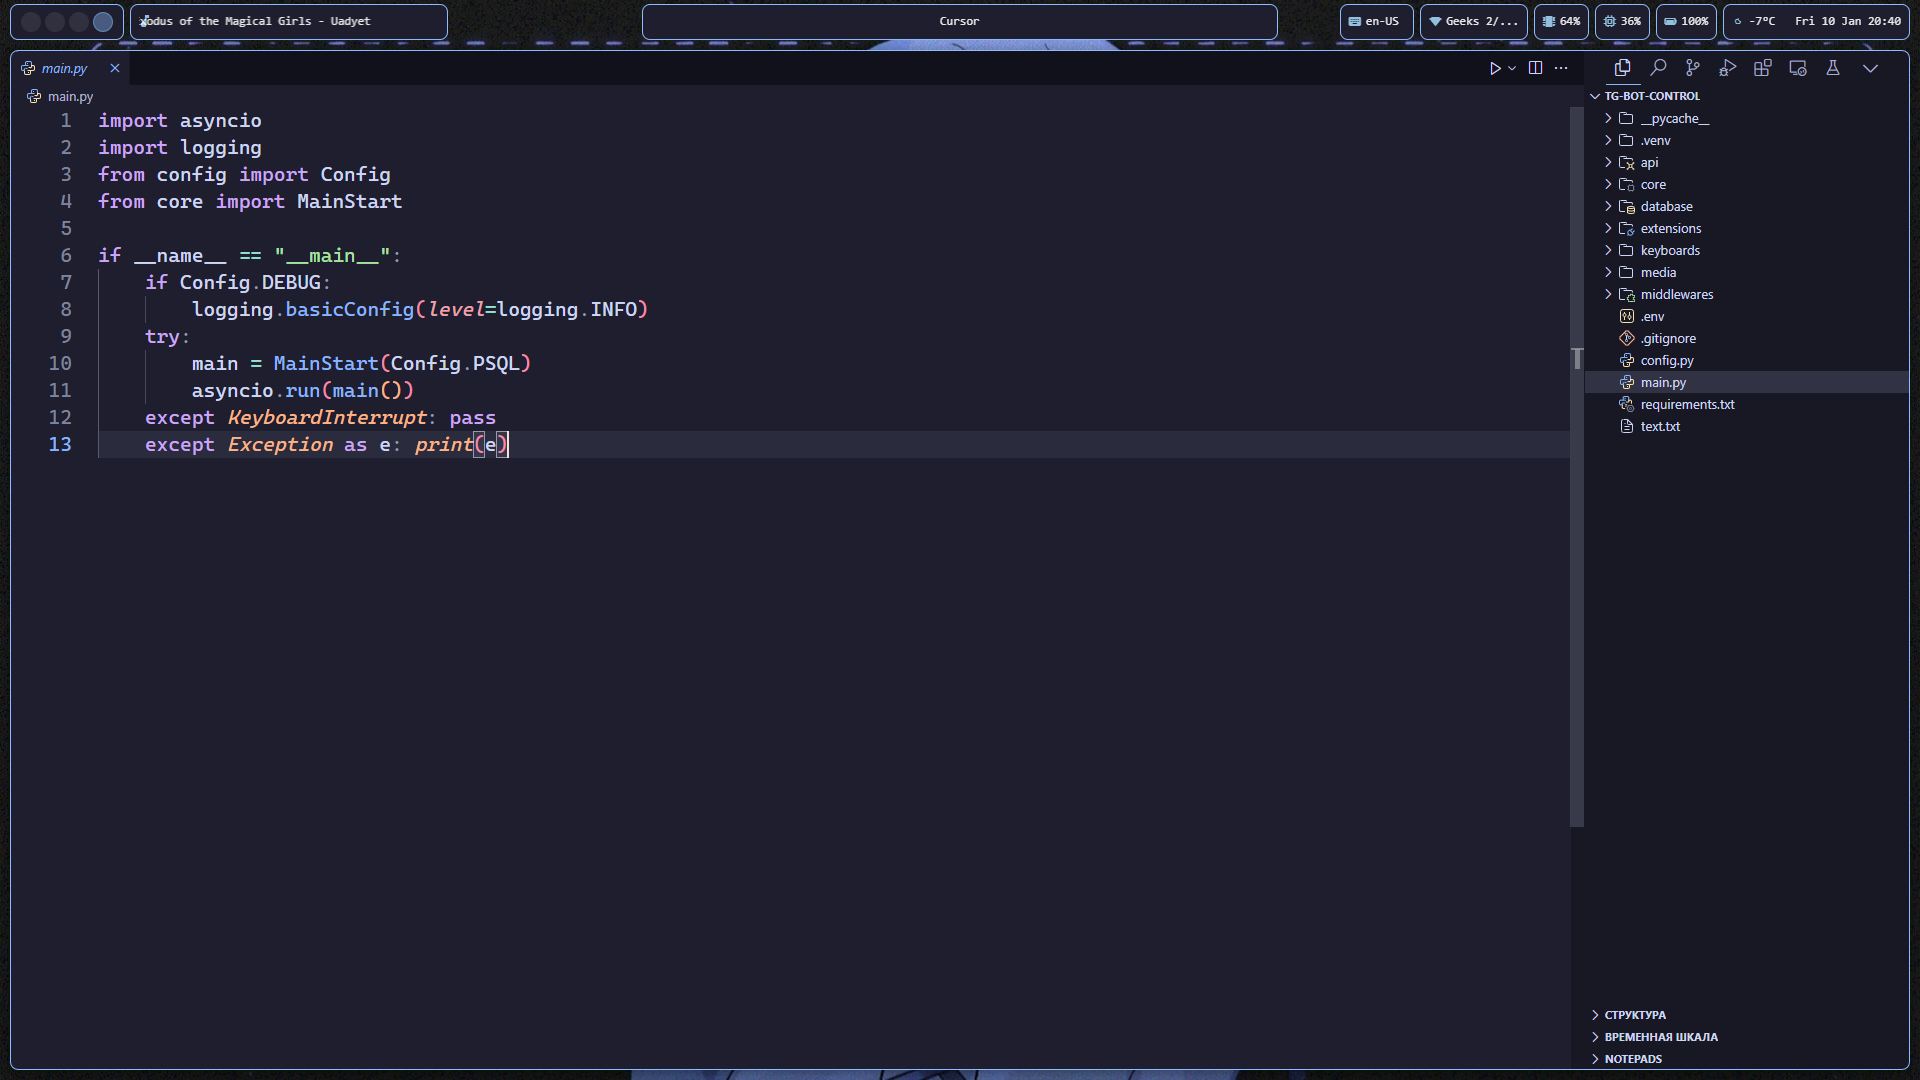 odus of the Magical Girls - Uadyet
Cursor
en-US
Geeks 2/...
64%
36%
100%
-7°C
Fri 10 Jan 20:40
main.py
main.py
1 import asyncio
2 import logging
3 from config import Config
4 from core import MainStart
5
6 if __name__ == "__main__":
7 if Config.DEBUG:
8 logging.basicConfig(level=logging.INFO)
9 try:
10 main = MainStart(Config.PSQL)
11 asyncio.run(main())
12 except KeyboardInterrupt: pass
13 except Exception as e: print(e)
TG-BOT-CONTROL
__pycache__
.venv
api
core
database
extensions
keyboards
media
middlewares
.env
.gitignore
config.py
main.py
requirements.txt
text.txt
СТРУКТУРА
ВРЕМЕННАЯ ШКАЛА
NOTEPADS